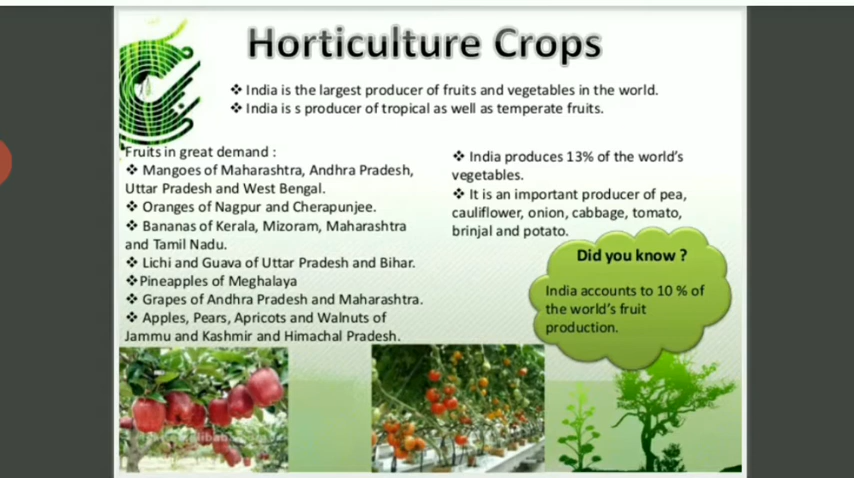 Horticulture Crops
❖ India is the largest producer of fruits and vegetables in the world.
❖ India is s producer of tropical as well as temperate fruits.
Fruits in great demand :
❖ Mangoes of Maharashtra, Andhra Pradesh,
Uttar Pradesh and West Bengal.
❖ Oranges of Nagpur and Cherapunjee.
❖ Bananas of Kerala, Mizoram, Maharashtra
and Tamil Nadu.
❖ Lichi and Guava of Uttar Pradesh and Bihar.
❖Pineapples of Meghalaya
❖ Grapes of Andhra Pradesh and Maharashtra.
❖ Apples, Pears, Apricots and Walnuts of
Jammu and Kashmir and Himachal Pradesh.
❖ India produces 13% of the world's
vegetables.
❖ It is an important producer of pea,
cauliflower, onion, cabbage, tomato,
brinjal and potato.
Did you know ?
India accounts to 10 % of
the world's fruit
production.